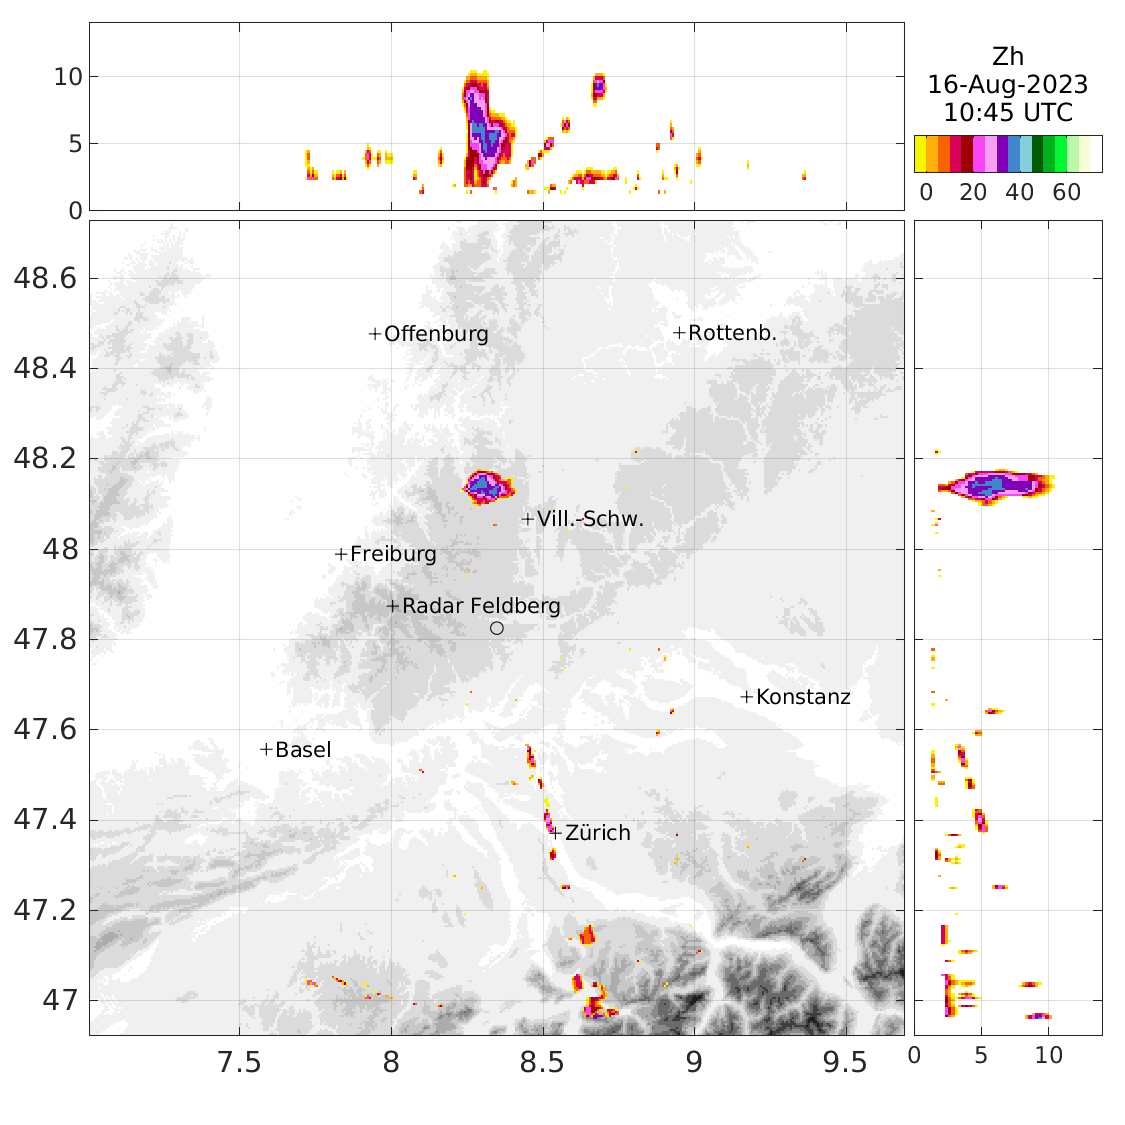 Zh
16-Aug-2023
10:45 UTC
0 20 40 60
10
5
0
48.6
48.4
48.2
48
47.8
47.6
47.4
47.2
47
Offenburg
Rottenb.
Vill.-Schw.
Freiburg
Radar Feldberg
Konstanz
Basel
Zürich
7.5 8 8.5 9 9.5
0 5 10